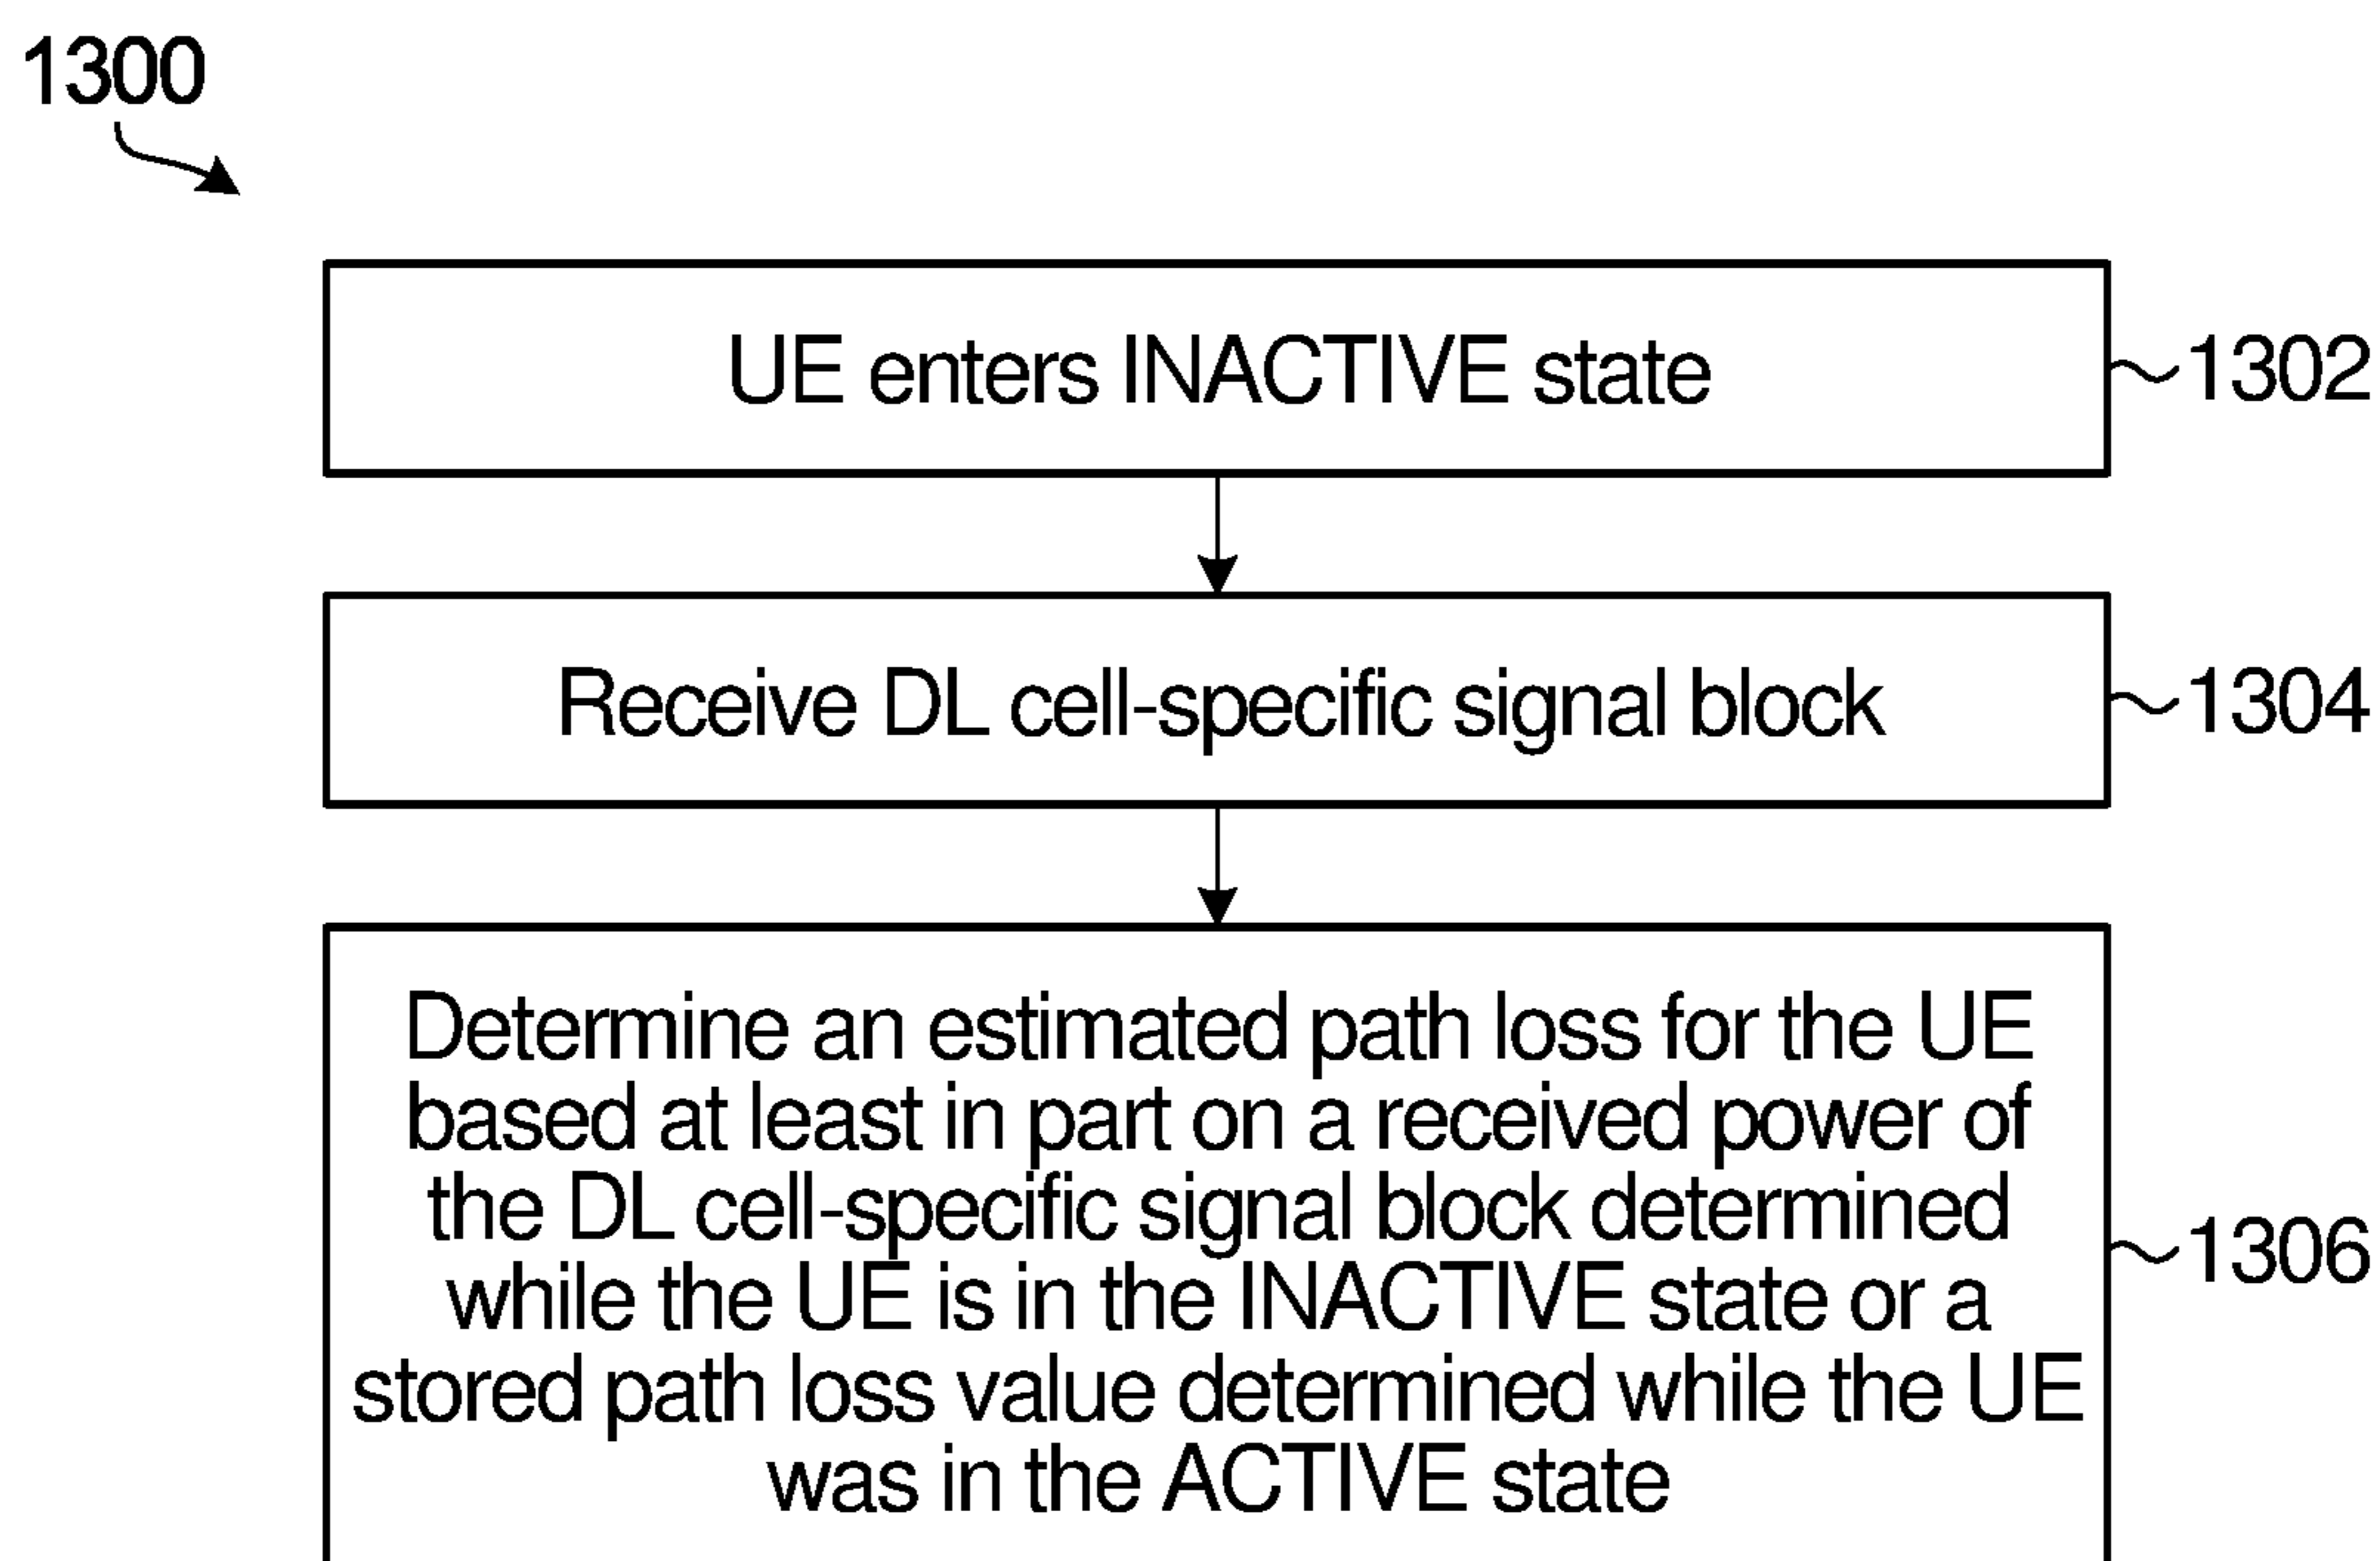 1300
UE enters INACTIVE state
1302
Receive DL cell-specific signal block
1304
Determine an estimated path loss for the UE
based at least in part on a received power of
the DL cell-specific signal block determined
while the UE is in the INACTIVE state or a
stored path loss value determined while the UE
was in the ACTIVE state
1306